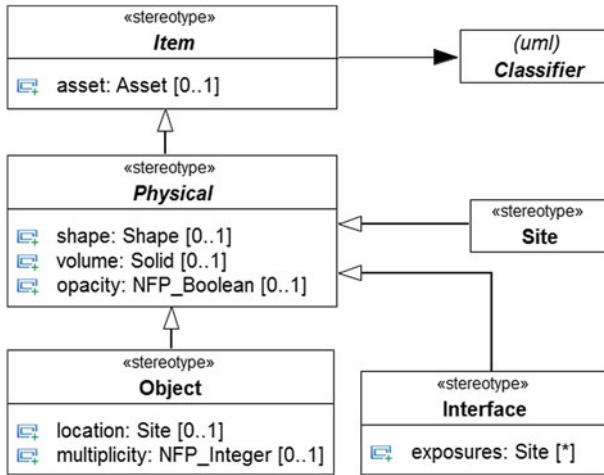 «stereotype»
Item
asset: Asset [0..1]
(uml)
Classifier
«stereotype»
Physical
shape: Shape [0..1]
volume: Solid [0..1]
opacity: NFP_Boolean [0..1]
«stereotype»
Site
«stereotype»
Object
location: Site [0..1]
multiplicity: NFP_Integer [0..1]
«stereotype»
Interface
exposures: Site [*]